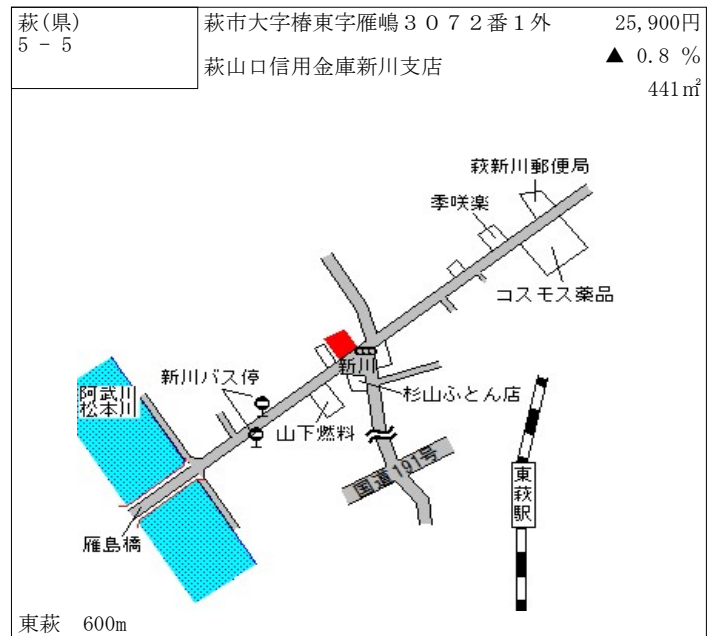 萩(県)
5 - 5
萩市大字椿東字雁嶋３０７２番１外
萩山口信用金庫新川支店
25,900円
▲ 0.8 %
441㎡
萩新川郵便局
季咲楽
コスモス薬品
新川
新川バス停
杉山ふとん店
阿武川
松本川
山下燃料
国道191号
東萩駅
雁島橋
東萩　600m